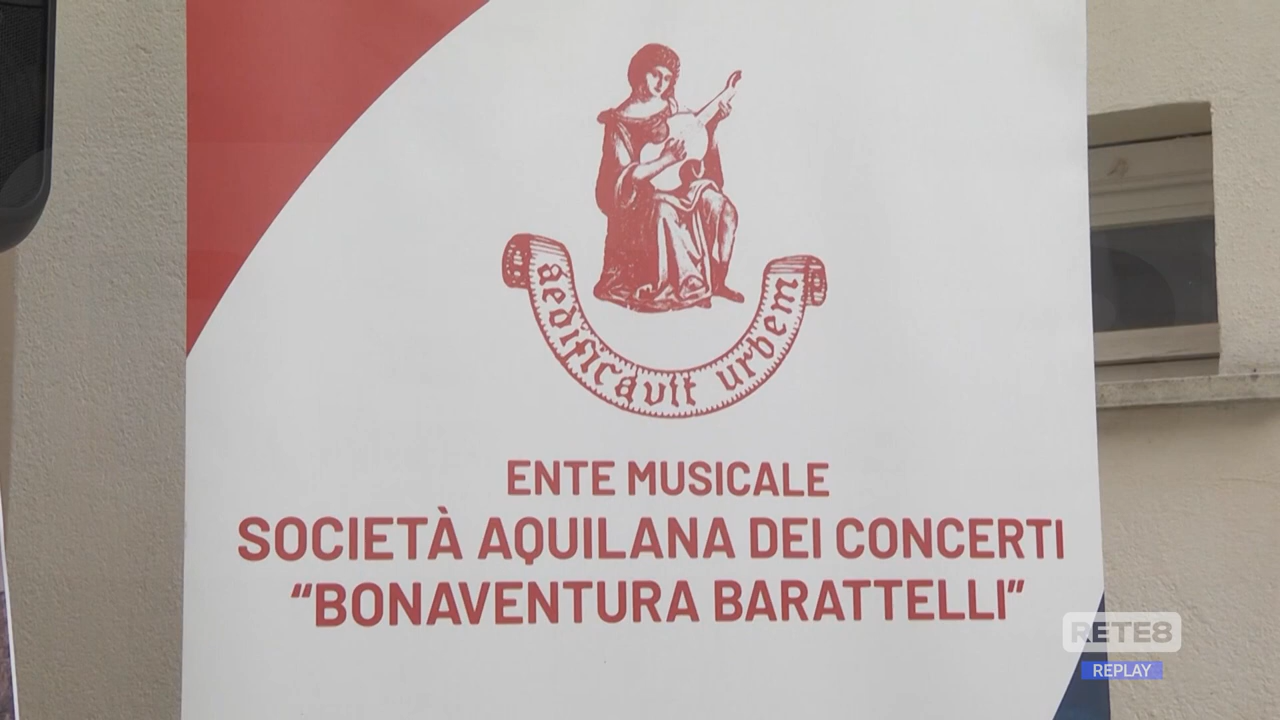 aedificavit urbem
ENTE MUSICALE
SOCIETÀ AQUILANA DEI CONCERTI
“BONAVENTURA BARATTELLI”
RETE8
REPLAY